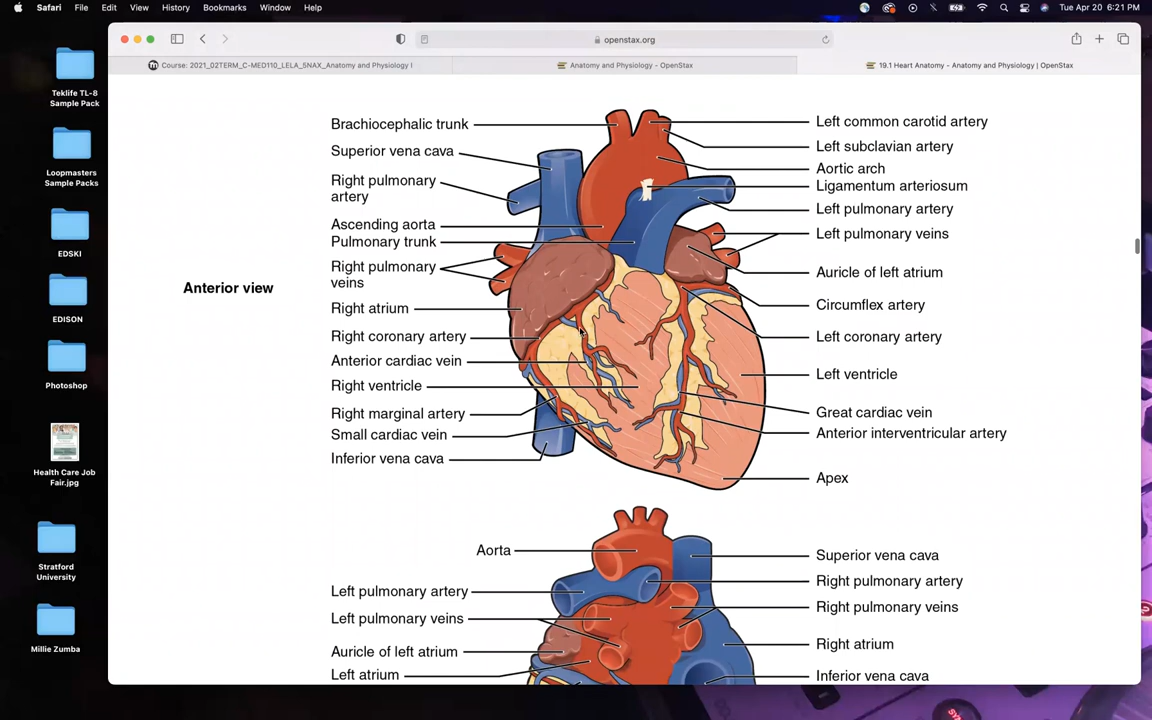 Safari File Edit View History Bookmarks Window Help
Tue Apr 20 6:21 PM
openstax.org
Course: 2021_02TERM_C-MED110_LELA_5NAX_Anatomy and Physiology I
Anatomy and Physiology - OpenStax
19.1 Heart Anatomy - Anatomy and Physiology | OpenStax
Teklife TL-8
Sample Pack
Loopmasters
Sample Packs
EDSKI
EDISON
Photoshop
Health Care Job
Fair.jpg
Stratford
University
Millie Zumba
Anterior view
Brachiocephalic trunk
Superior vena cava
Right pulmonary
artery
Ascending aorta
Pulmonary trunk
Right pulmonary
veins
Right atrium
Right coronary artery
Anterior cardiac vein
Right ventricle
Right marginal artery
Small cardiac vein
Inferior vena cava
Left common carotid artery
Left subclavian artery
Aortic arch
Ligamentum arteriosum
Left pulmonary artery
Left pulmonary veins
Auricle of left atrium
Circumflex artery
Left coronary artery
Left ventricle
Great cardiac vein
Anterior interventricular artery
Apex
Aorta
Left pulmonary artery
Left pulmonary veins
Auricle of left atrium
Left atrium
Superior vena cava
Right pulmonary artery
Right pulmonary veins
Right atrium
Inferior vena cava